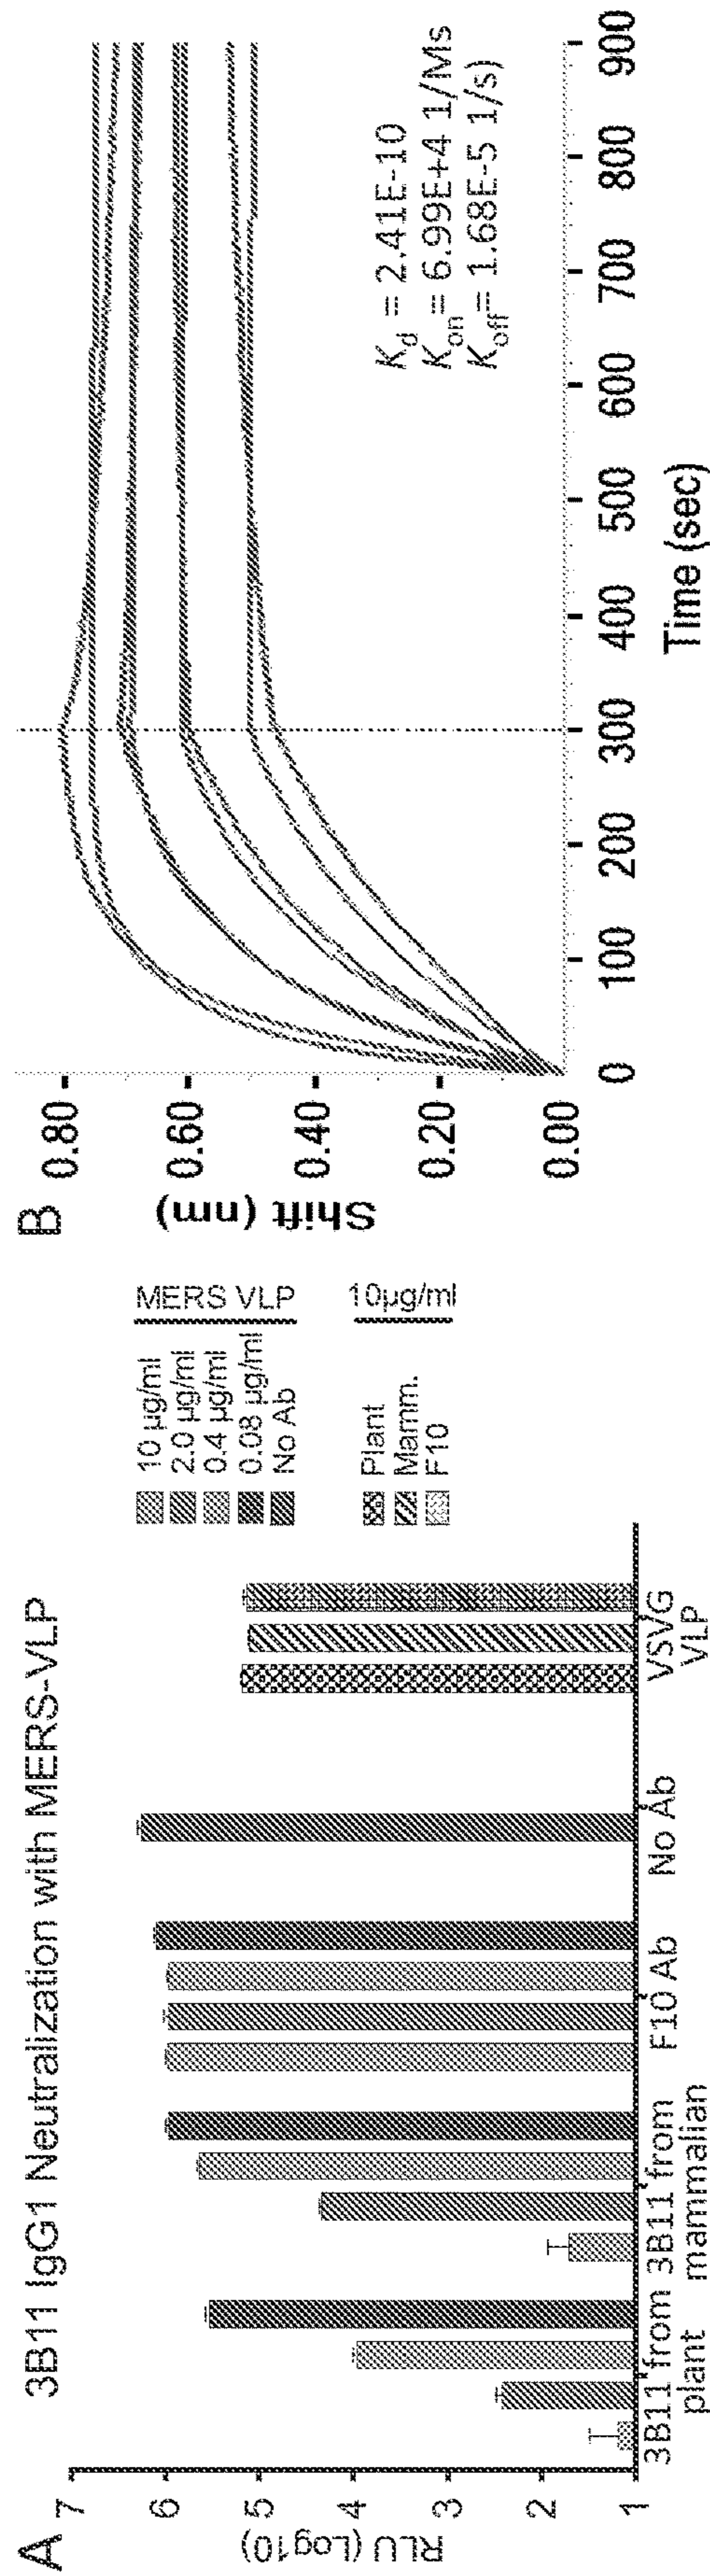 A
3B11 IgG1 Neutralization with MERS-VLP
RLU (Log10)
7
6
5
4
3
2
1
3B11 from plant
3B11 from mammalian
F10 Ab
No Ab
VSVG VLP
10 µg/ml
2.0 µg/ml
0.4 µg/ml
0.08 µg/ml
No Ab
MERS VLP
Plant
Mamm.
F10
10µg/ml
B
Shift (nm)
0.80
0.60
0.40
0.20
0.00
Kd = 2.41E-10
Kon = 6.99E+4 1/Ms
Koff= 1.68E-5 1/s)
0 100 200 300 400 500 600 700 800 900
Time (sec)